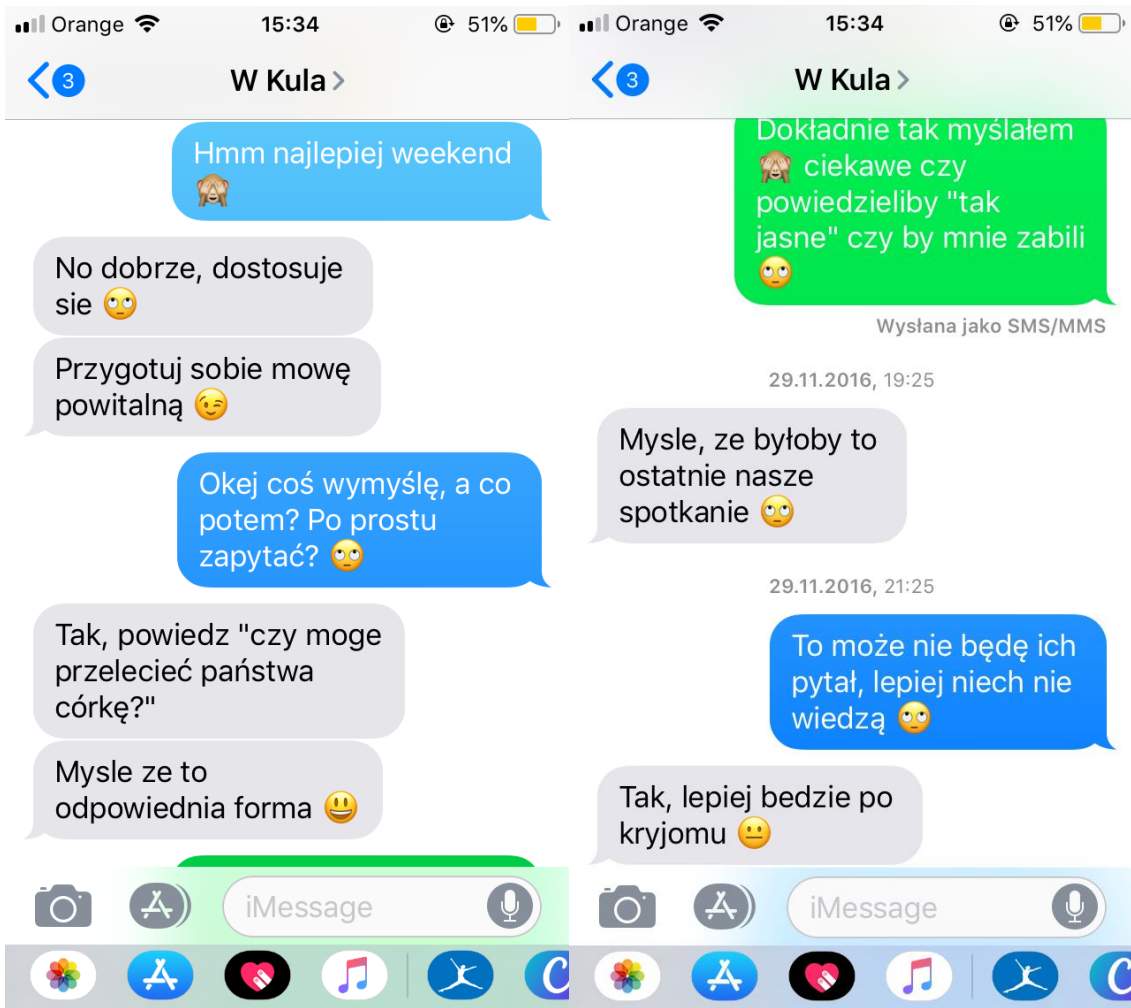 Orange 15:34 51%
3 W Kula
Hmm najlepiej weekend
🙈
No dobrze, dostosuje
sie 🙄
Przygotuj sobie mowę
powitalną 😉
Okej coś wymyślę, a co
potem? Po prostu
zapytać? 🙄
Tak, powiedz "czy moge
przelecieć państwa
córkę?"
Mysle ze to
odpowiednia forma 😃
iMessage
Orange 15:34 51%
3 W Kula
Dokładnie tak myślałem
🙈 ciekawe czy
powiedzieliby "tak
jasne" czy by mnie zabili
🙄
Wysłana jako SMS/MMS
29.11.2016, 19:25
Mysle, ze byłoby to
ostatnie nasze
spotkanie 🙄
29.11.2016, 21:25
To może nie będę ich
pytał, lepiej niech nie
wiedzą 🙄
Tak, lepiej bedzie po
kryjomu 😐
iMessage